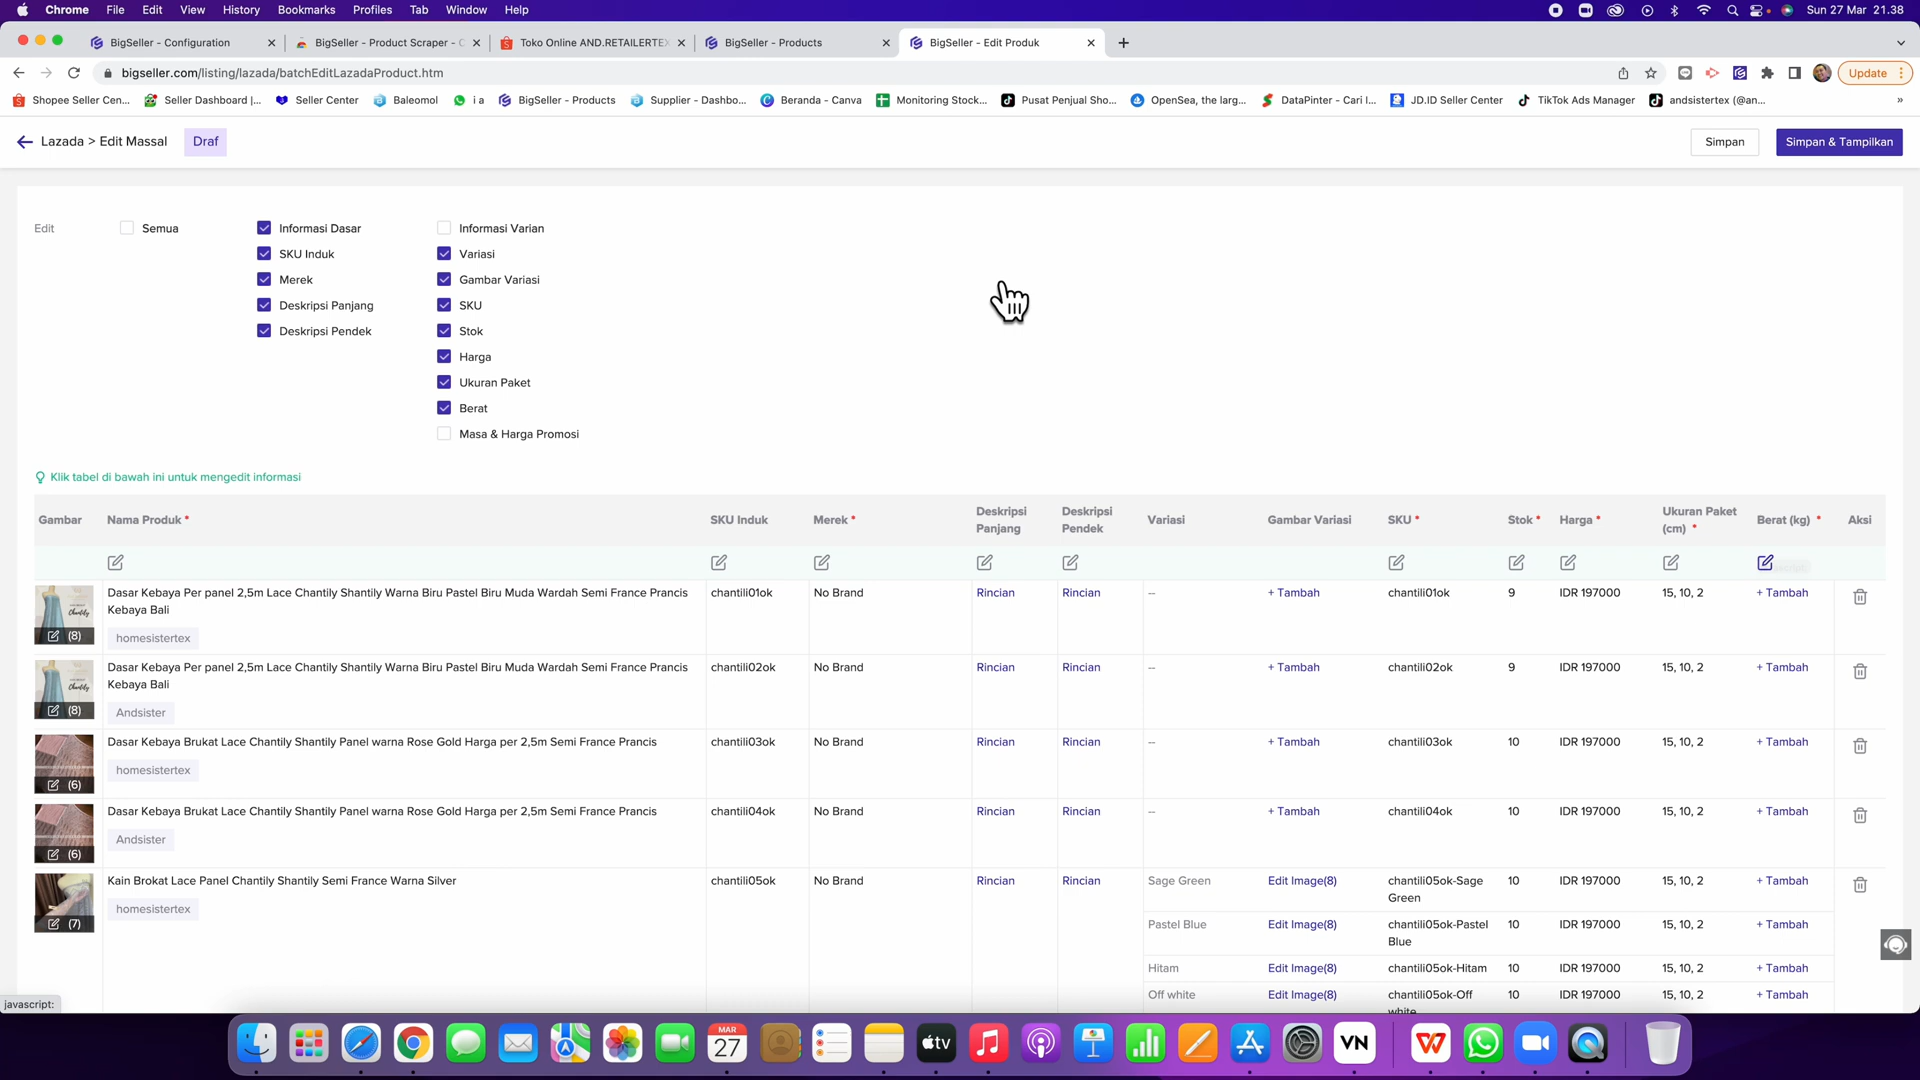 Chrome File Edit View History Bookmarks Profiles Tab Window Help Sun 27 Mar 21.38
BigSeller - Configuration BigSeller - Product Scraper - C Toko Online AND.RETAILERTEX BigSeller - Products BigSeller - Edit Produk
bigseller.com/listing/lazada/batchEditLazadaProduct.htm Update
Shopee Seller Cen... Seller Dashboard |... Seller Center Baleomol i a BigSeller - Products Supplier - Dashbo... Beranda - Canva Monitoring Stock... Pusat Penjual Sho... OpenSea, the larg... DataPinter - Cari I... JD.ID Seller Center TikTok Ads Manager andsistertex (@an... »
Lazada > Edit Massal Draf Simpan Simpan & Tampilkan
Edit Semua Informasi Dasar Informasi Varian
SKU Induk Variasi
Merek Gambar Variasi
Deskripsi Panjang SKU
Deskripsi Pendek Stok
Harga
Ukuran Paket
Berat
Masa & Harga Promosi
Klik tabel di bawah ini untuk mengedit informasi
Gambar Nama Produk * SKU Induk Merek * Deskripsi Panjang Deskripsi Pendek Variasi Gambar Variasi SKU * Stok * Harga * Ukuran Paket (cm) * Berat (kg) * Aksi
Dasar Kebaya Per panel 2,5m Lace Chantily Shantily Warna Biru Pastel Biru Muda Wardah Semi France Prancis chantili01ok No Brand Rincian Rincian -- + Tambah chantili01ok 9 IDR 197000 15, 10, 2 + Tambah
Kebaya Bali
Chantily
(8) homesistertex
Dasar Kebaya Per panel 2,5m Lace Chantily Shantily Warna Biru Pastel Biru Muda Wardah Semi France Prancis chantili02ok No Brand Rincian Rincian -- + Tambah chantili02ok 9 IDR 197000 15, 10, 2 + Tambah
Kebaya Bali
Chantily
(8) Andsister
Dasar Kebaya Brukat Lace Chantily Shantily Panel warna Rose Gold Harga per 2,5m Semi France Prancis chantili03ok No Brand Rincian Rincian -- + Tambah chantili03ok 10 IDR 197000 15, 10, 2 + Tambah
homesistertex
(6)
Dasar Kebaya Brukat Lace Chantily Shantily Panel warna Rose Gold Harga per 2,5m Semi France Prancis chantili04ok No Brand Rincian Rincian -- + Tambah chantili04ok 10 IDR 197000 15, 10, 2 + Tambah
Andsister
(6)
Kain Brokat Lace Panel Chantily Shantily Semi France Warna Silver chantili05ok No Brand Rincian Rincian Sage Green Edit Image(8) chantili05ok-Sage 10 IDR 197000 15, 10, 2 + Tambah
Green
homesistertex
(7) Pastel Blue Edit Image(8) chantili05ok-Pastel 10 IDR 197000 15, 10, 2 + Tambah
Blue
Hitam Edit Image(8) chantili05ok-Hitam 10 IDR 197000 15, 10, 2 + Tambah
Off white Edit Image(8) chantili05ok-Off 10 IDR 197000 15, 10, 2 + Tambah
white
javascript:
MAR
27
tv
VN